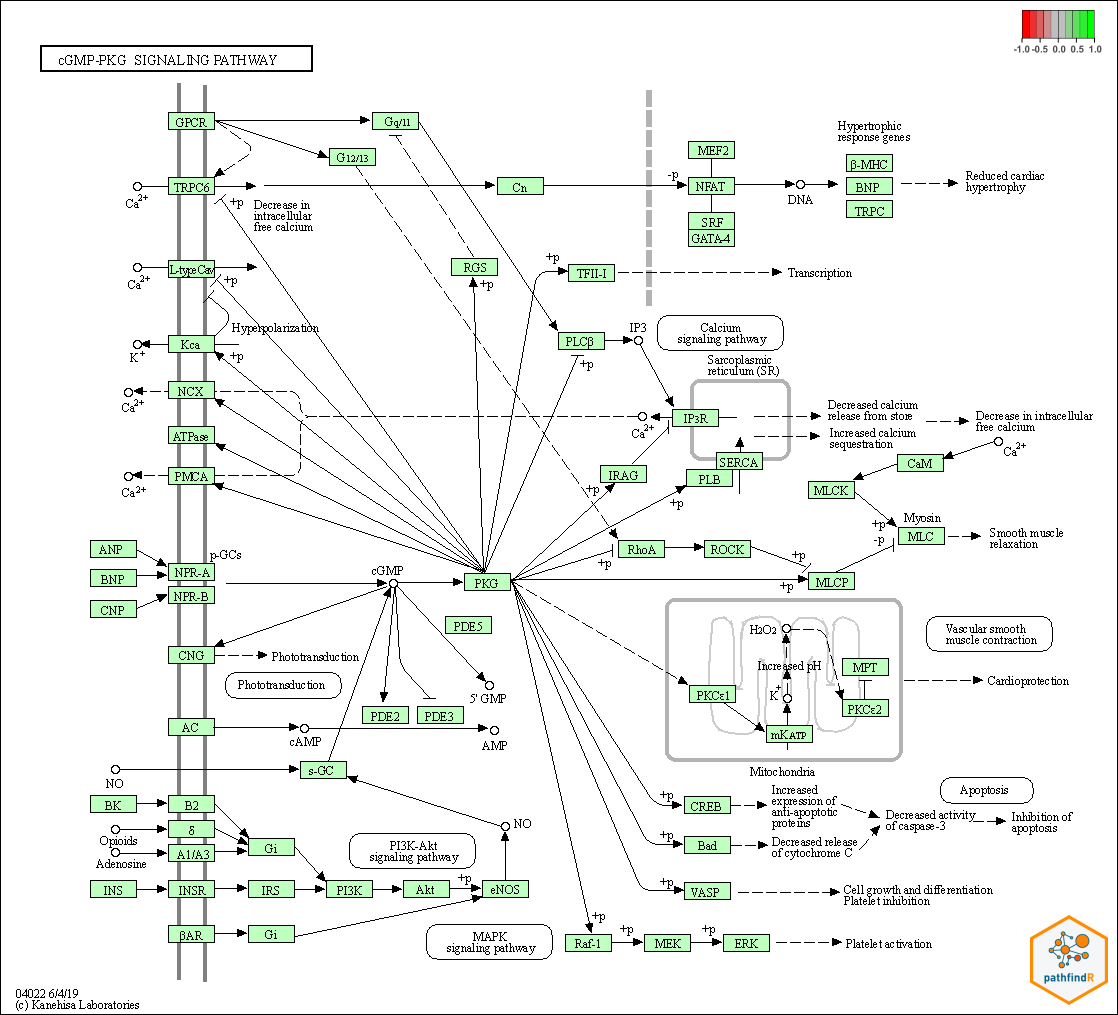 -1.0 -0.5 0.0 0.5 1.0
cGMP-PKG SIGNALING PATHWAY
GPCR
Gq/11
G12/13
Hypertrophic
response genes
MEF2
β-MHC
TRPC6
Ca2+
+p
Decrease in
intracellular
free calcium
Cn
-p
NFAT
DNA
BNP
Reduced cardiac
hypertrophy
TRPC
SRF
GATA-4
L-type Cav
Ca2+
+p
RGS
+p
+p
TFII-I
Transcription
Hyperpolarization
Kca
K+
+p
PLCβ
+p
IP3
Calcium
signaling pathway
Sarcoplasmic
reticulum (SR)
NCX
Ca2+
IP3R
Ca2+
Decreased calcium
release from store
Increased calcium
sequestration
Decrease in intracellular
free calcium
Ca2+
ATPase
PMCA
Ca2+
IRAG
+p
SERCA
PLB
+p
CaM
MLCK
+p
Myosin
-p
MLC
Smooth muscle
relaxation
ANP
BNP
CNP
p-GCs
NPR-A
NPR-B
cGMP
PKG
RhoA
+p
ROCK
+p
+p
MLCP
PDE5
CNG
Phototransduction
Phototransduction
5' GMP
PDE2
PDE3
H2O2
Increased pH
MPT
K+
PKCε1
PKCε2
mKATP
Mitochondria
Vascular smooth
muscle contraction
Cardioprotection
AC
cAMP
AMP
NO
s-GC
BK
B2
Opioids
δ
Adenosine
A1/A3
Gi
NO
PI3K-Akt
signaling pathway
INS
INSR
IRS
PI3K
Akt
+p
eNOS
βAR
Gi
MAPK
signaling pathway
+p
CREB
Increased
expression of
anti-apoptotic
proteins
Apoptosis
Decreased activity
of caspase-3
Inhibition of
apoptosis
+p
Bad
Decreased release
of cytochrome C
+p
VASP
Cell growth and differentiation
Platelet inhibition
+p
Raf-1
+p
MEK
+p
ERK
Platelet activation
04022 6/4/19
(c) Kanehisa Laboratories
pathfindR